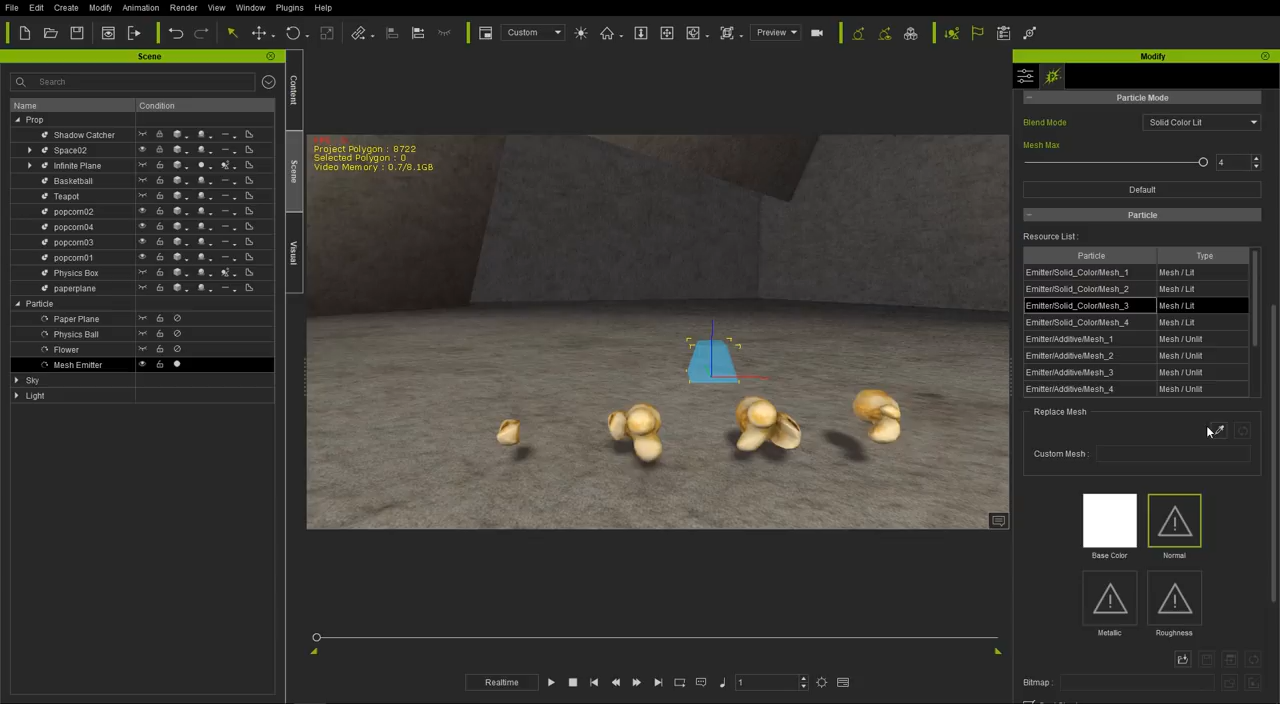 File Edit Create Modify Animation Render View Window Plugins Help
Custom Preview
Scene
Search
Name Condition
Prop
Shadow Catcher
Space02
Infinite Plane
Basketball
Teapot
popcorn02
popcorn04
popcorn03
popcorn01
Physics Box
paperplane
Particle
Paper Plane
Physics Ball
Flower
Mesh Emitter
Sky
Light
Content
Scene
Visual
Project Polygon : 8722
Selected Polygon : 0
Video Memory : 0.7/8.1GB
Realtime 1
Modify
Particle Mode
Blend Mode Solid Color Lit
Mesh Max
4
Default
Particle
Resource List :
Particle Type
Emitter/Solid_Color/Mesh_1 Mesh / Lit
Emitter/Solid_Color/Mesh_2 Mesh / Lit
Emitter/Solid_Color/Mesh_3 Mesh / Lit
Emitter/Solid_Color/Mesh_4 Mesh / Lit
Emitter/Additive/Mesh_1 Mesh / Unlit
Emitter/Additive/Mesh_2 Mesh / Unlit
Emitter/Additive/Mesh_3 Mesh / Unlit
Emitter/Additive/Mesh_4 Mesh / Unlit
Replace Mesh
Custom Mesh :
Base Color Normal
Metallic Roughness
Bitmap :